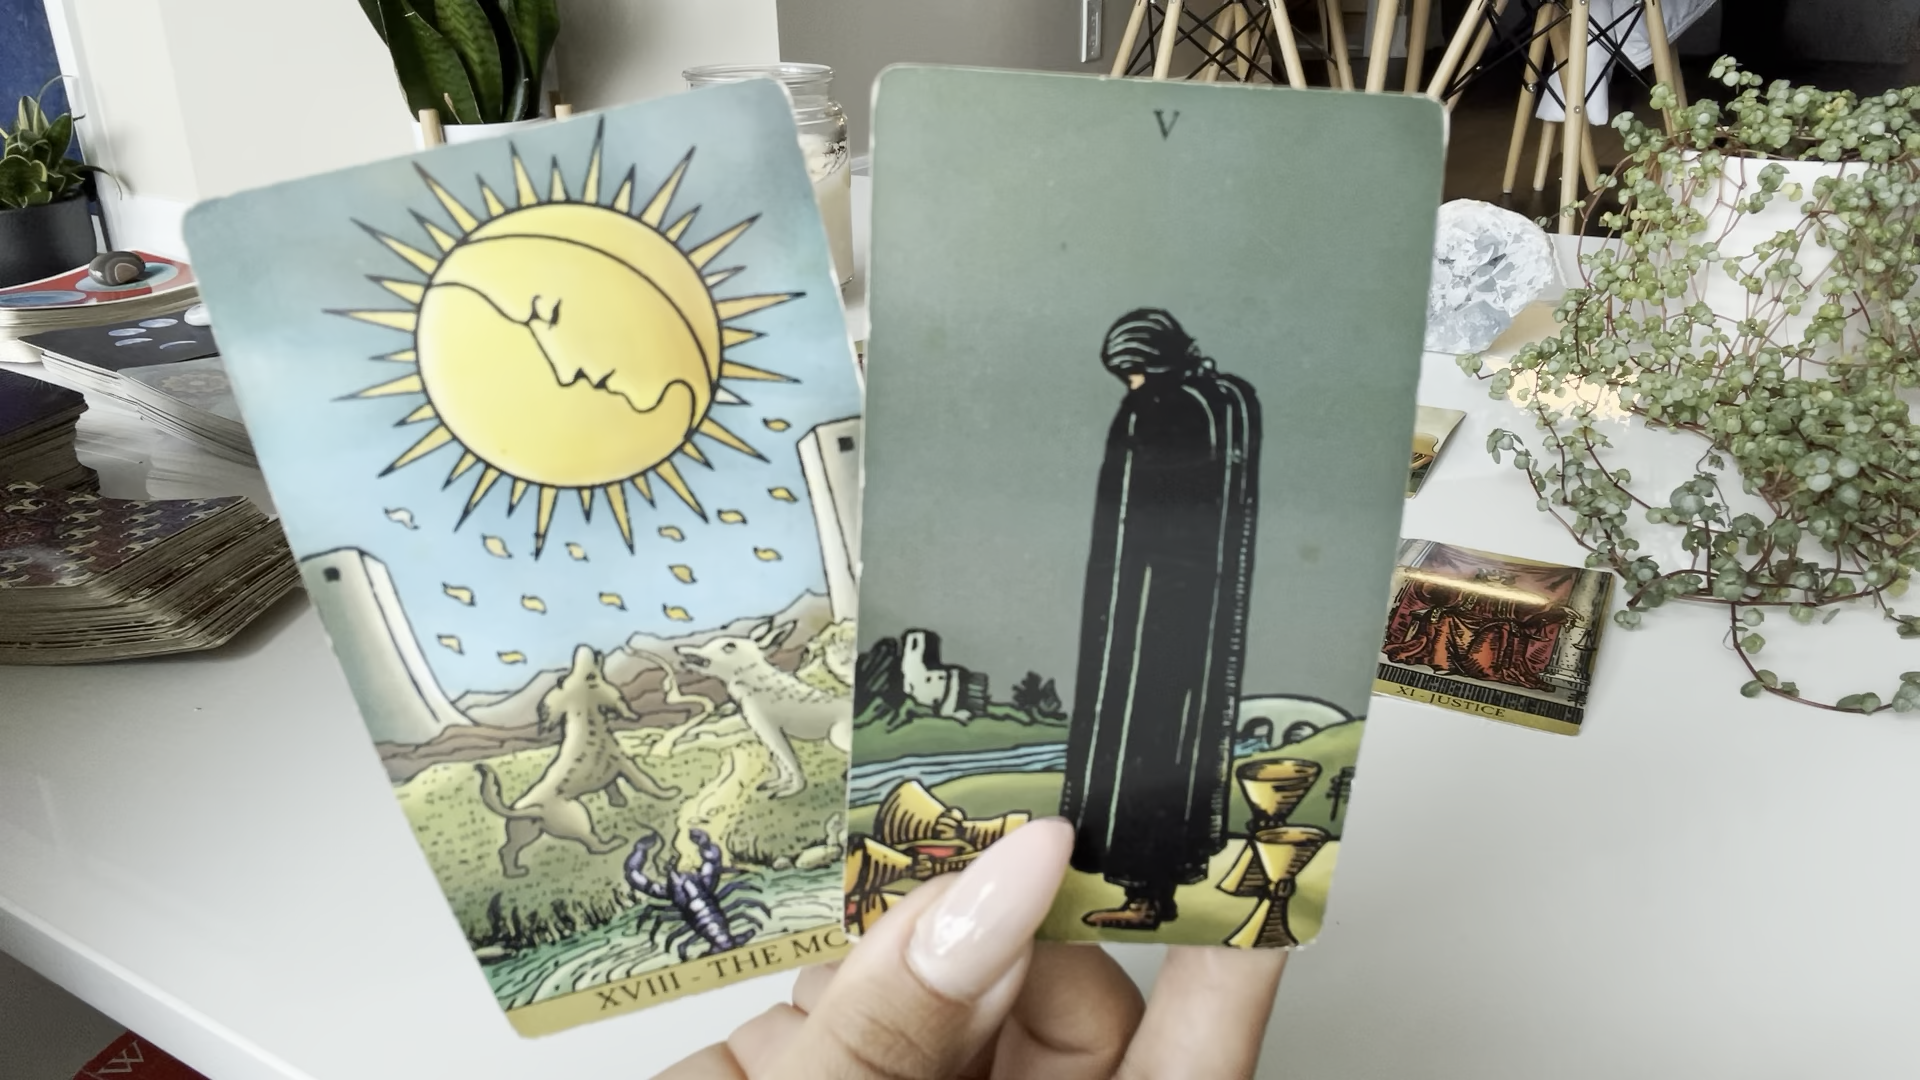 V
XVIII - THE MO
XI - JUSTICE